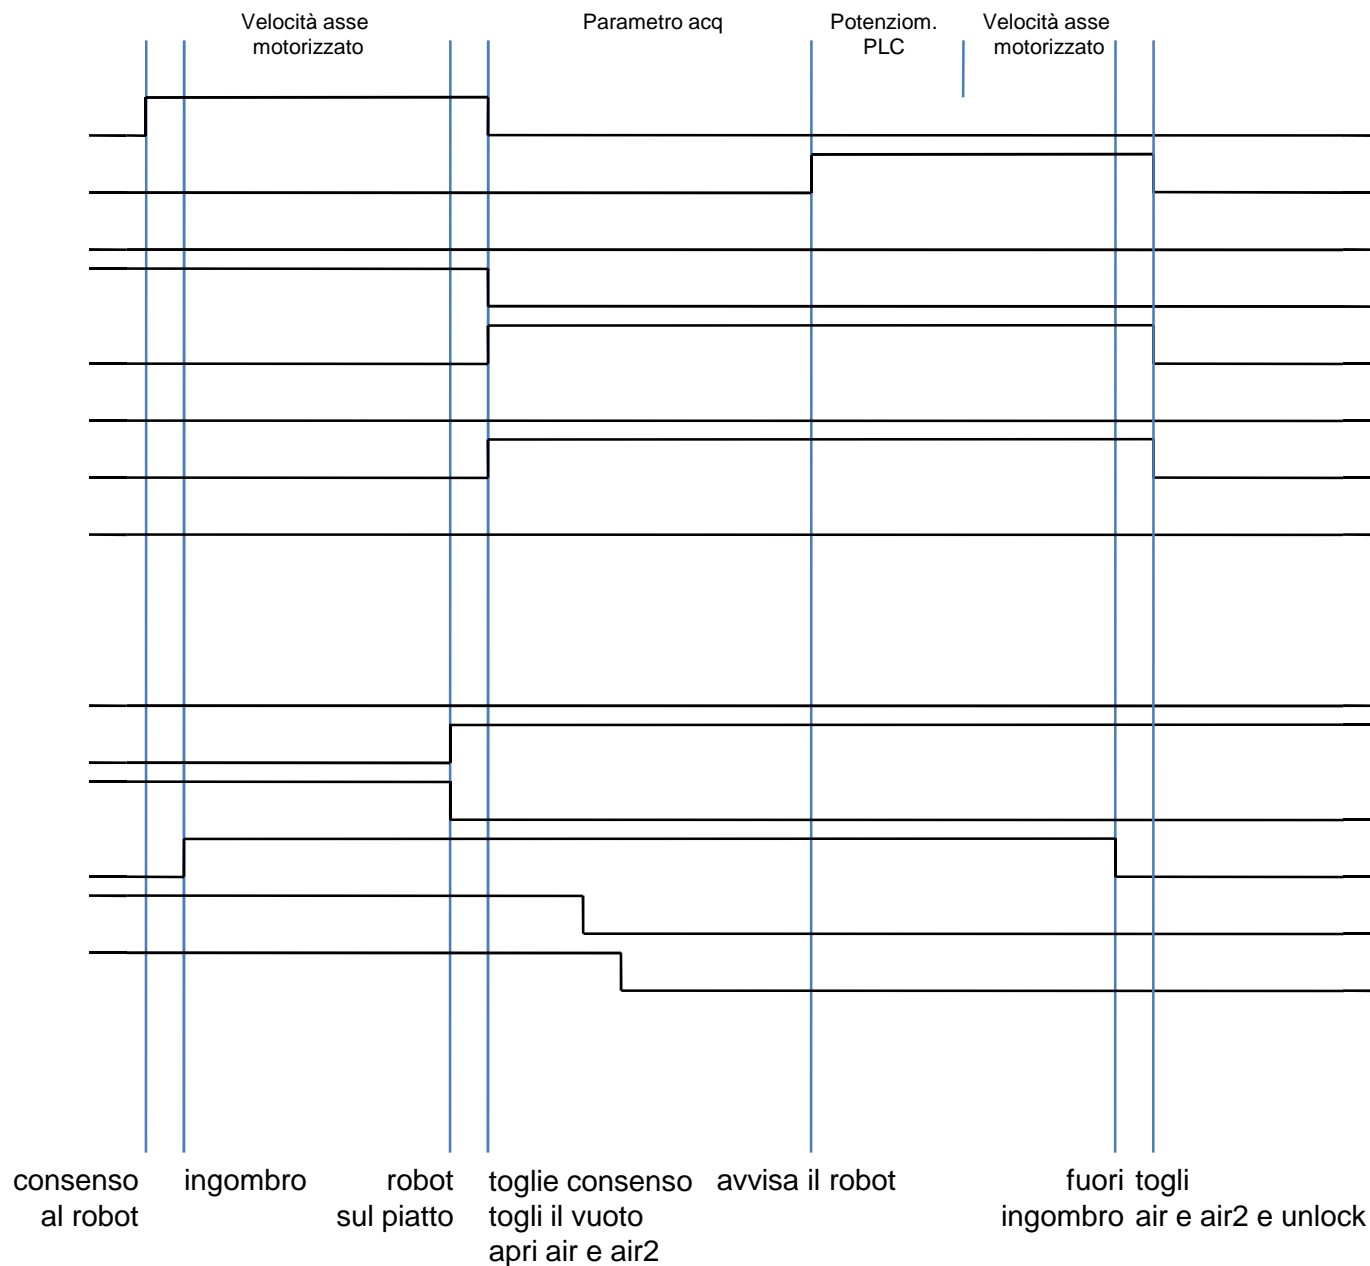 Velocità asse
motorizzato
Parametro acq
Potenziom.
PLC
Velocità asse
motorizzato
consenso
al robot
ingombro
robot
sul piatto
toglie consenso
togli il vuoto
apri air e air2
avvisa il robot
fuori
ingombro
togli
air e air2 e unlock